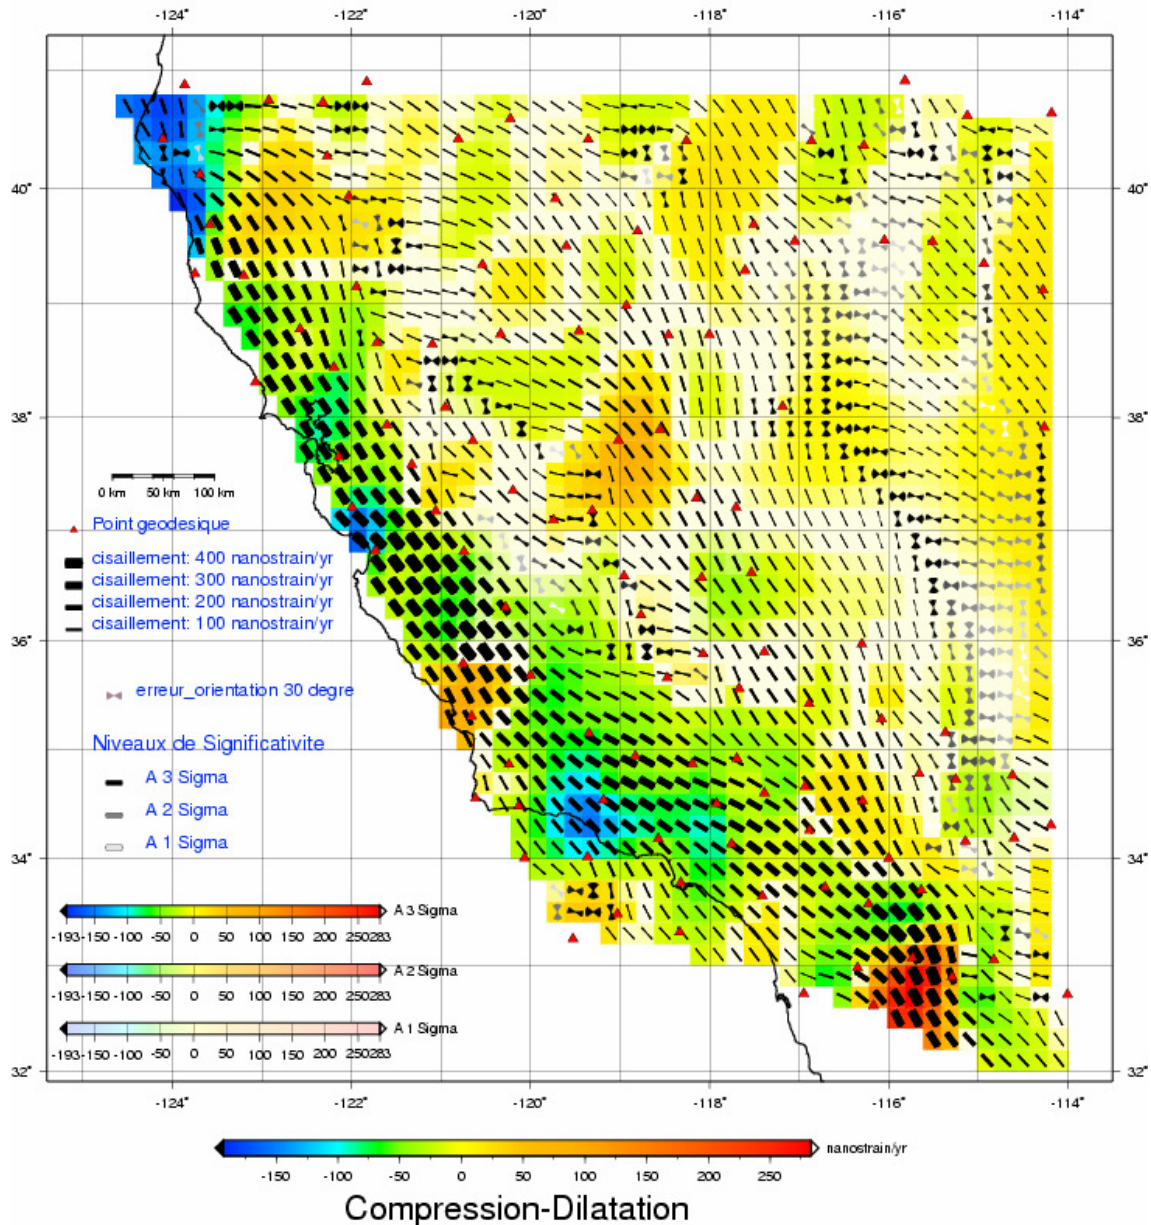 -124° -122° -120° -118° -116° -114°
40° 40°
38° 38°
0 km 50 km 100 km
Point geodesique
cisaillement: 400 nanostrain/yr
cisaillement: 300 nanostrain/yr
cisaillement: 200 nanostrain/yr
cisaillement: 100 nanostrain/yr
36° 36°
erreur_orientation 30 degre
Niveaux de Significativite
A 3 Sigma
A 2 Sigma
A 1 Sigma
34° 34°
A 3 Sigma
-193 -150 -100 -50 0 50 100 150 200 250 283
A 2 Sigma
-193 -150 -100 -50 0 50 100 150 200 250 283
A 1 Sigma
-193 -150 -100 -50 0 50 100 150 200 250 283
32° 32°
-124° -122° -120° -118° -116° -114°
nanostrain/yr
-150 -100 -50 0 50 100 150 200 250
Compression-Dilatation